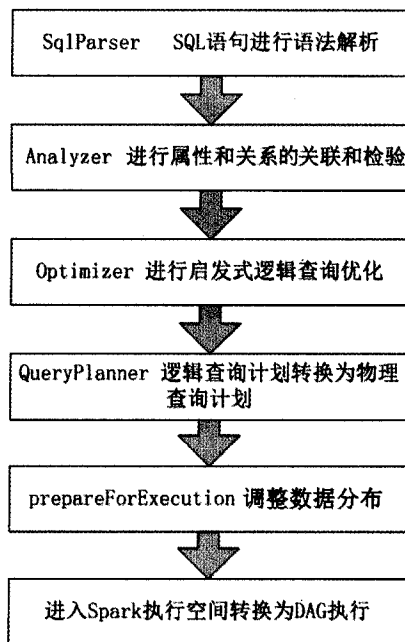 SqlParser SQL语句进行语法解析
Analyzer 进行属性和关系的关联和检验
Optimizer 进行启发式逻辑查询优化
QueryPlanner 逻辑查询计划转换为物理
查询计划
prepareForExecution 调整数据分布
进入Spark执行空间转换为DAG执行